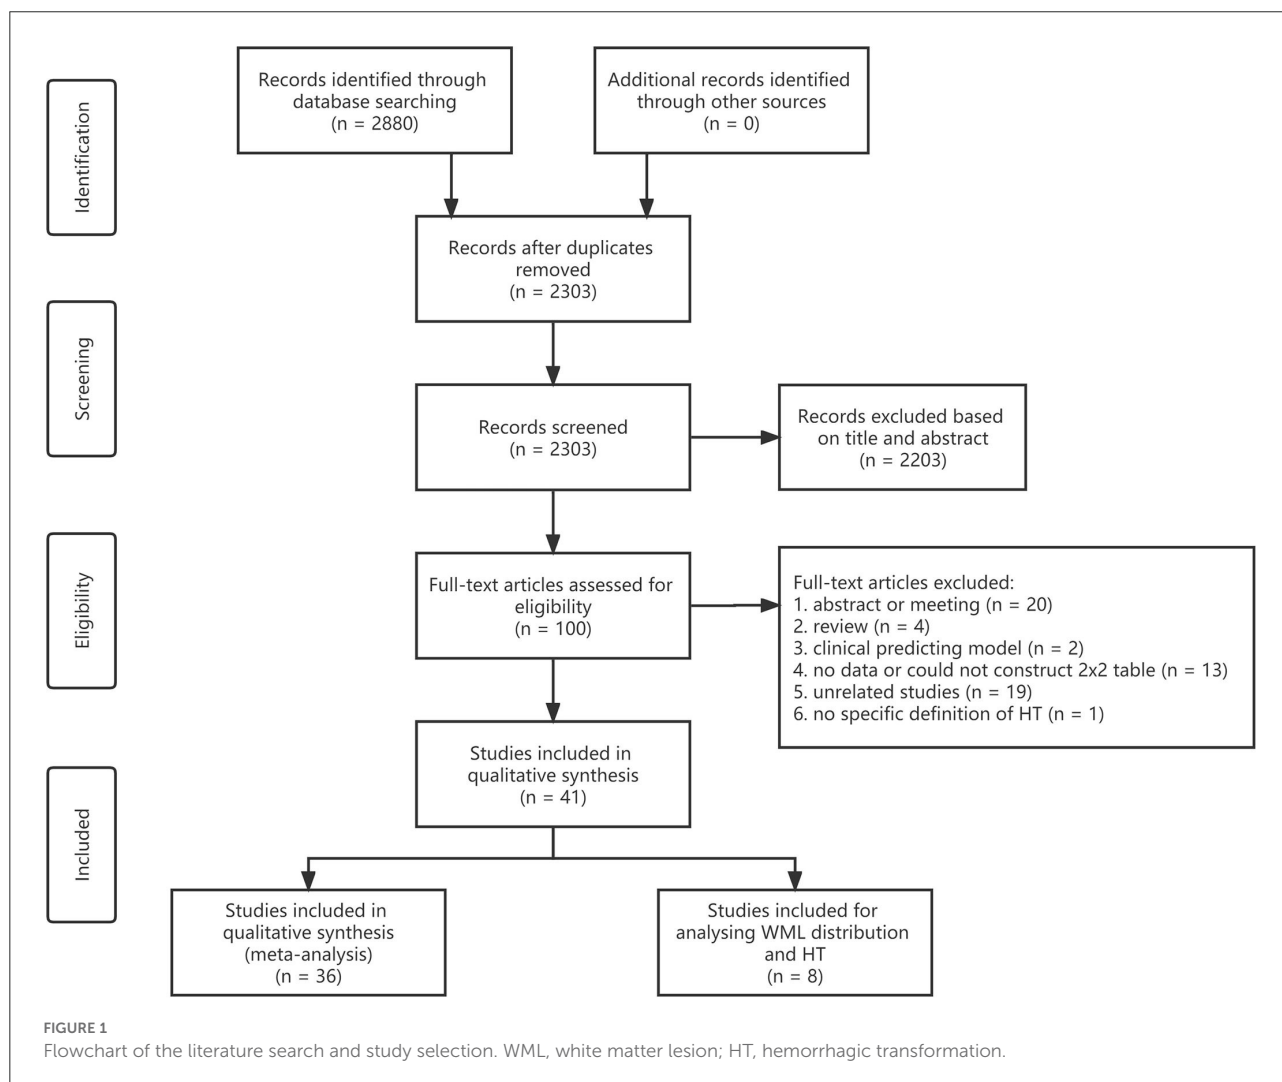 Identification
Records identified through
database searching
(n = 2880)
Additional records identified
through other sources
(n = 0)
Records after duplicates
removed
(n = 2303)
Screening
Records screened
(n = 2303)
Records excluded based
on title and abstract
(n = 2203)
Eligibility
Full-text articles assessed for
eligibility
(n = 100)
Full-text articles excluded:
1. abstract or meeting (n = 20)
2. review (n = 4)
3. clinical predicting model (n = 2)
4. no data or could not construct 2x2 table (n = 13)
5. unrelated studies (n = 19)
6. no specific definition of HT (n = 1)
Studies included in
qualitative synthesis
(n = 41)
Included
Studies included in
qualitative synthesis
(meta-analysis)
(n = 36)
Studies included for
analysing WML distribution
and HT
(n = 8)
FIGURE 1
Flowchart of the literature search and study selection. WML, white matter lesion; HT, hemorrhagic transformation.